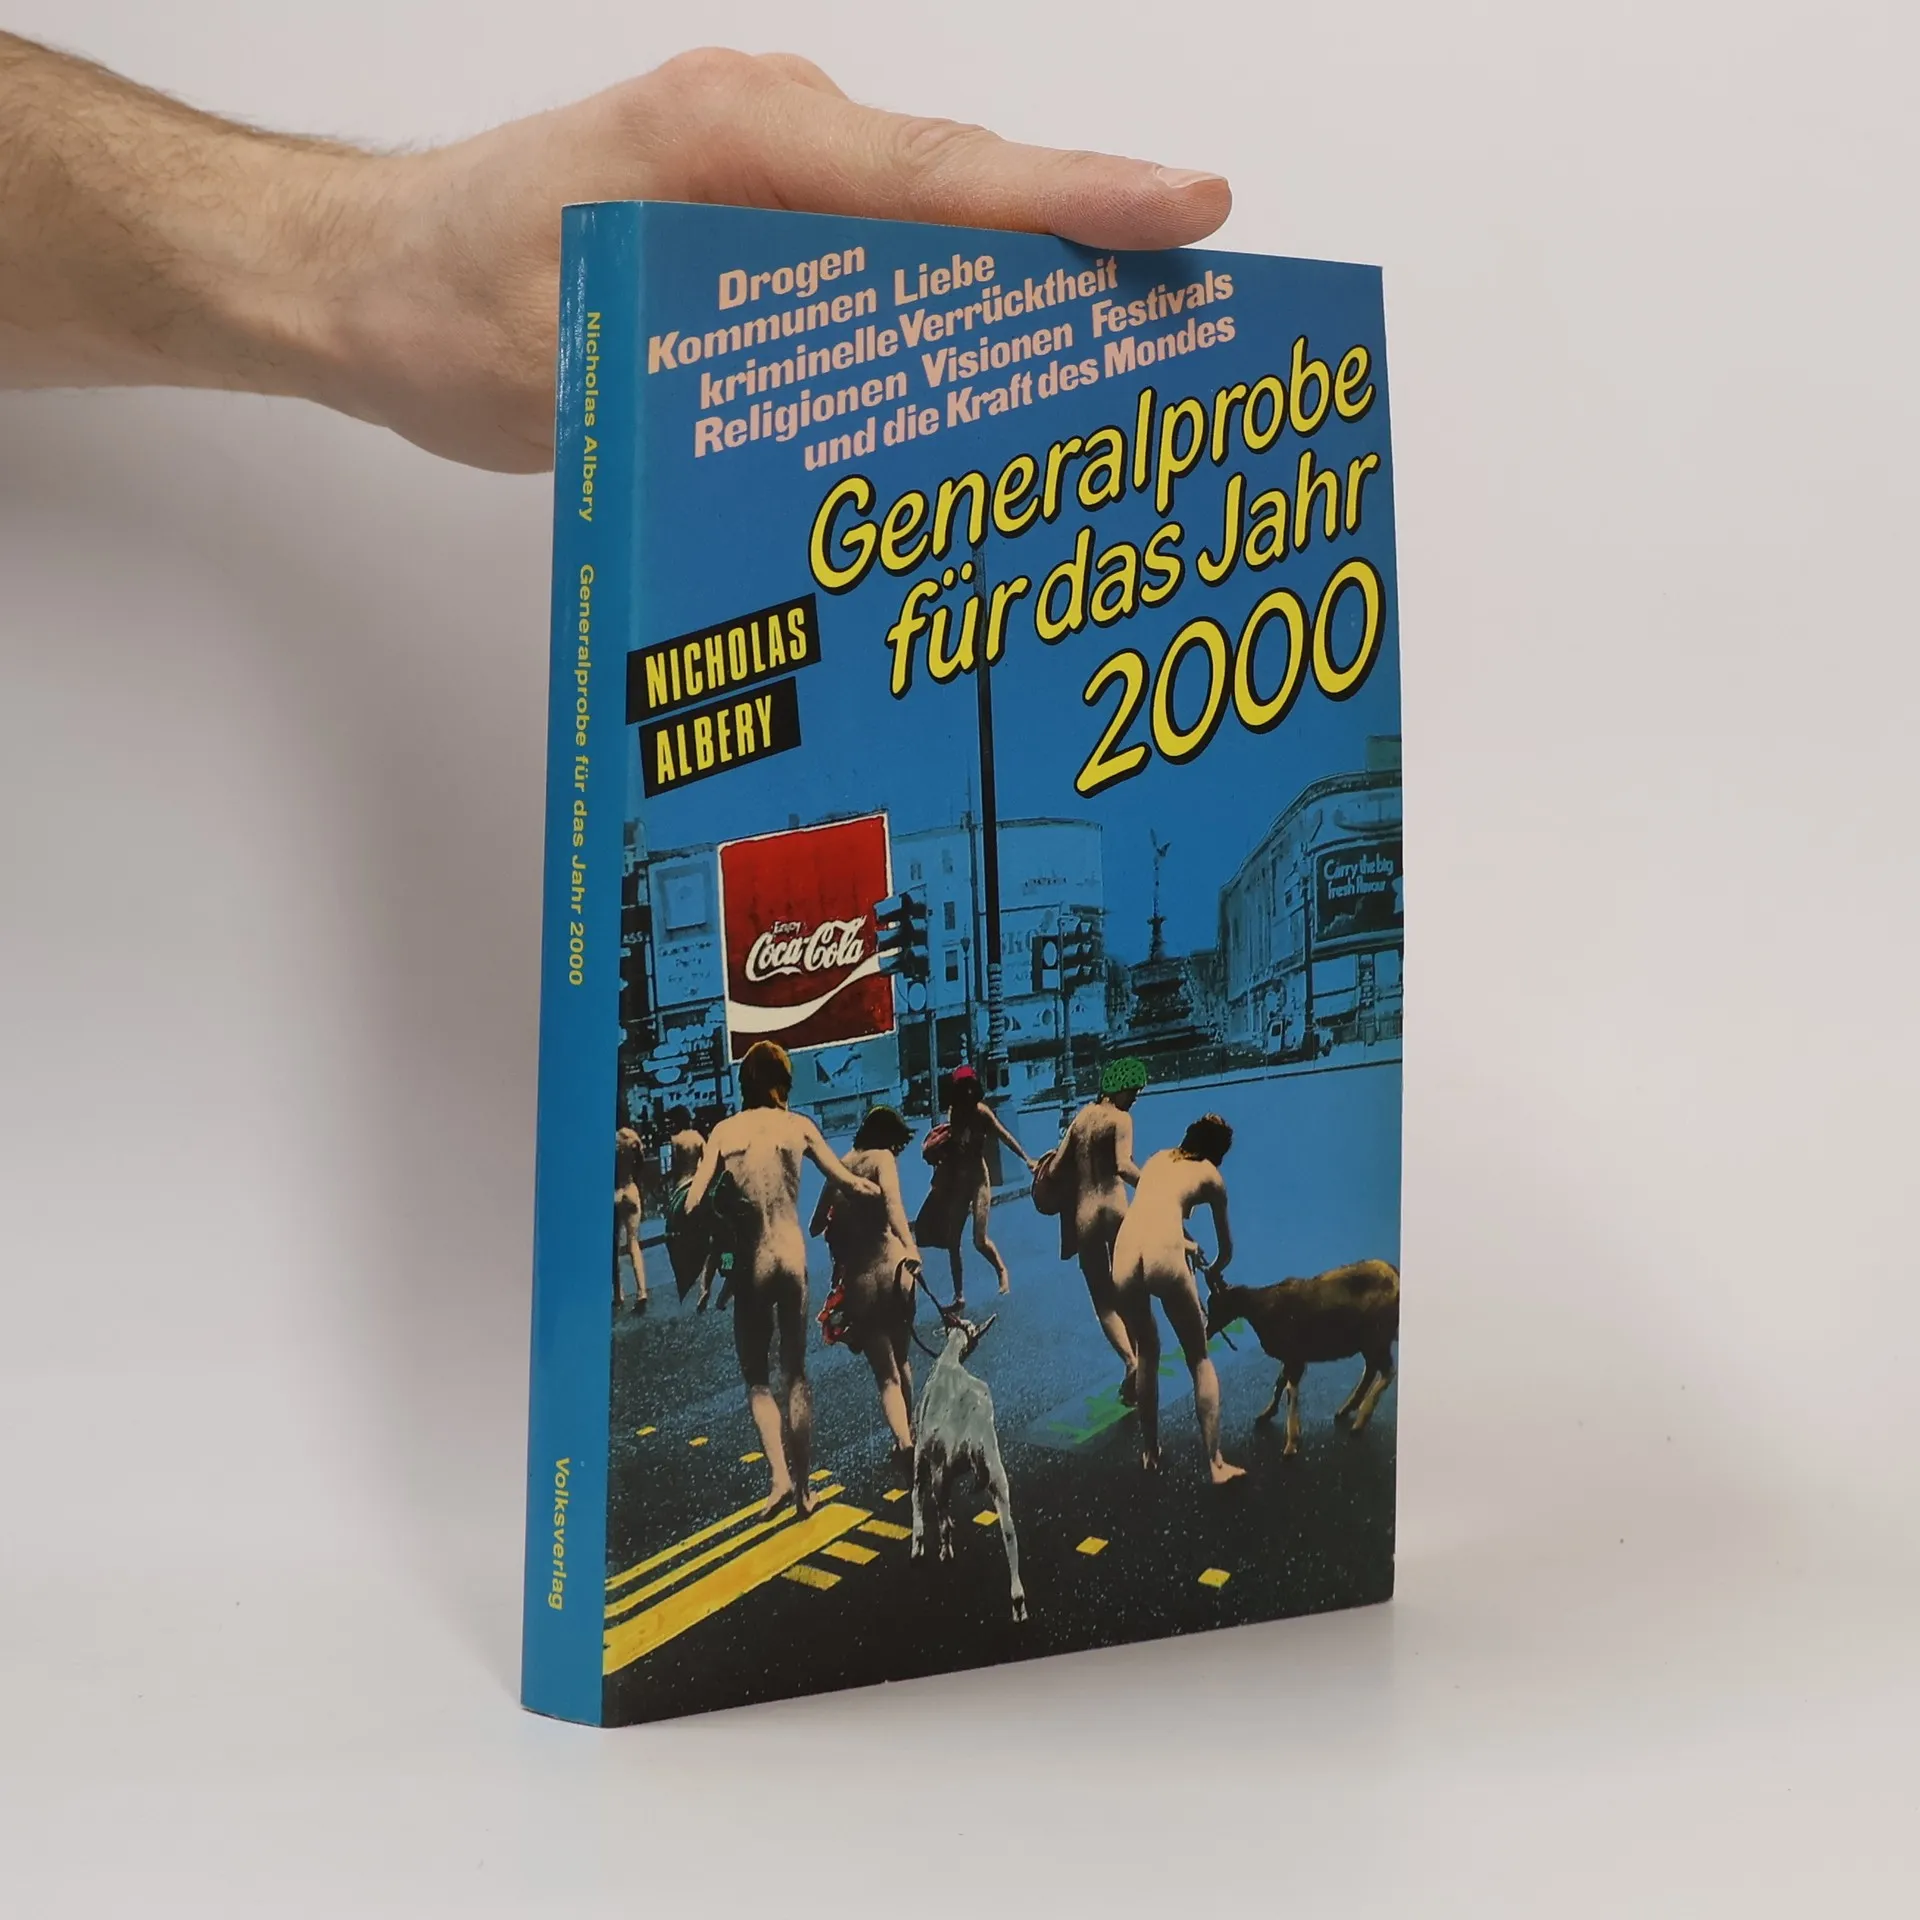 Drogen
Kommunen Liebe
kriminelle Verrücktheit
Religionen Visionen Festivals
und die Kraft des Mondes
Generalprobe
für das Jahr
2000
NICHOLAS
ALBERY
Enjoy
Coca-Cola
Carry the big
fresh flavour
Nicholas Albery Generalprobe für das Jahr 2000 Volksverlag